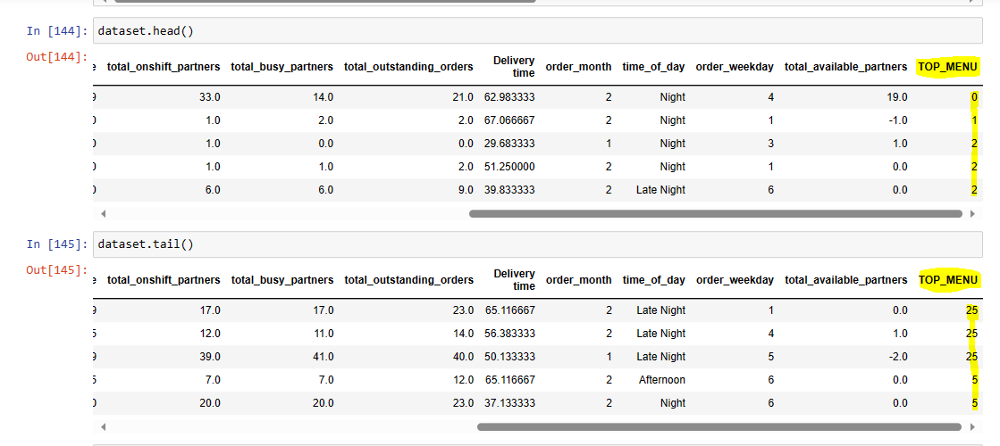 In [144]: dataset.head()
Out[144]:
e total_onshift_partners total_busy_partners total_outstanding_orders Delivery time order_month time_of_day order_weekday total_available_partners TOP_MENU
9 33.0 14.0 21.0 62.983333 2 Night 4 19.0 0
0 1.0 2.0 2.0 67.066667 2 Night 1 -1.0 1
0 1.0 0.0 0.0 29.683333 1 Night 3 1.0 2
0 1.0 1.0 2.0 51.250000 2 Night 1 0.0 2
0 6.0 6.0 9.0 39.833333 2 Late Night 6 0.0 2
In [145]: dataset.tail()
Out[145]:
e total_onshift_partners total_busy_partners total_outstanding_orders Delivery time order_month time_of_day order_weekday total_available_partners TOP_MENU
9 17.0 17.0 23.0 65.116667 2 Late Night 1 0.0 25
5 12.0 11.0 14.0 56.383333 2 Late Night 4 1.0 25
9 39.0 41.0 40.0 50.133333 1 Late Night 5 -2.0 25
5 7.0 7.0 12.0 65.116667 2 Afternoon 6 0.0 5
0 20.0 20.0 23.0 37.133333 2 Night 6 0.0 5